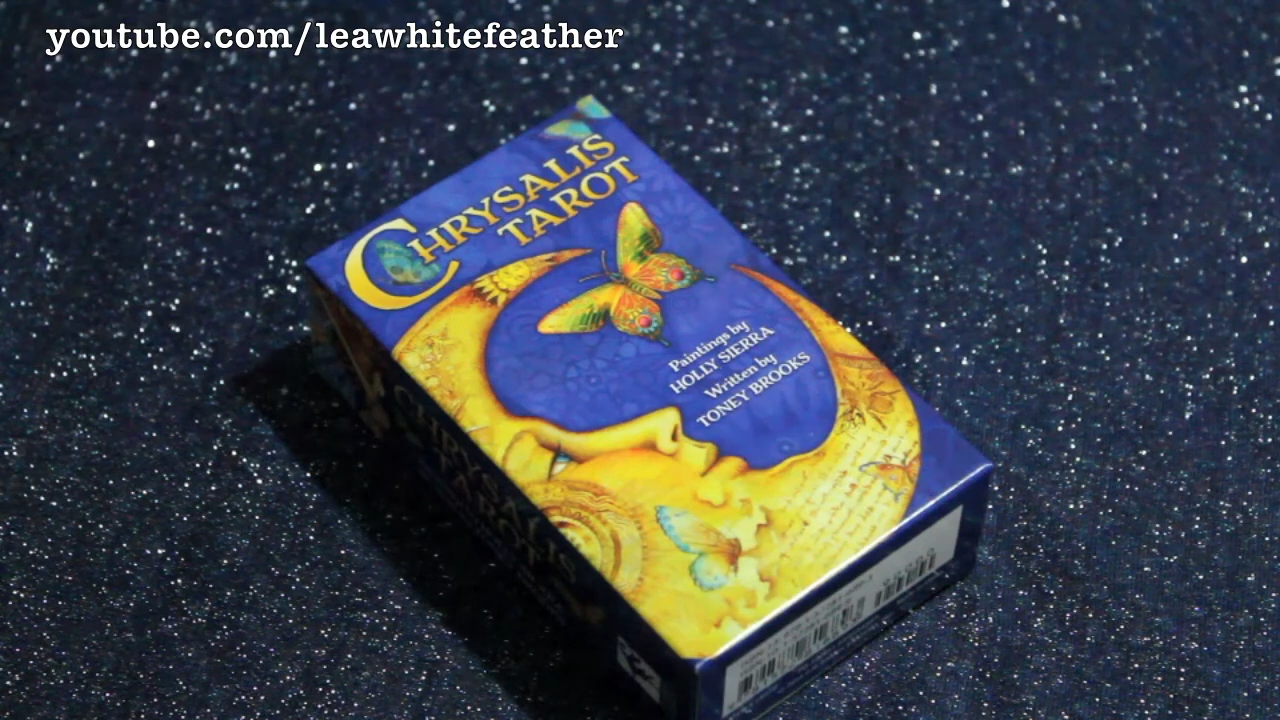 youtube.com/leawhitefeather
CHRYSALIS
TAROT
Paintings by
HOLLY SIERRA
Written by
TONEY BROOKS
CHRYSALIS
TAROT